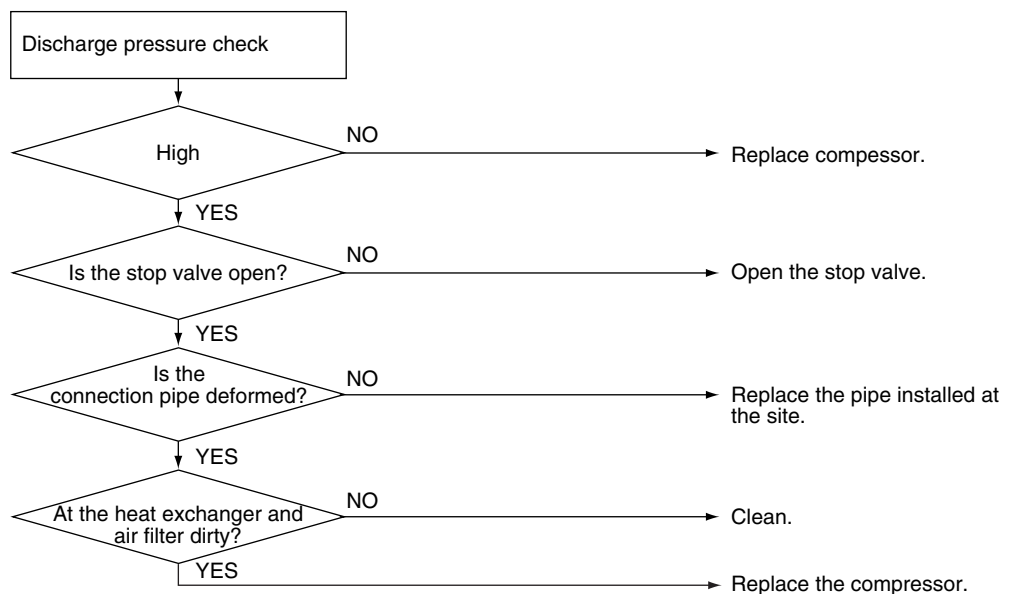 Discharge pressure check
High
NO
Replace compessor.
YES
Is the stop valve open?
NO
Open the stop valve.
YES
Is the
connection pipe deformed?
NO
Replace the pipe installed at
the site.
YES
At the heat exchanger and
air filter dirty?
NO
Clean.
YES
Replace the compressor.